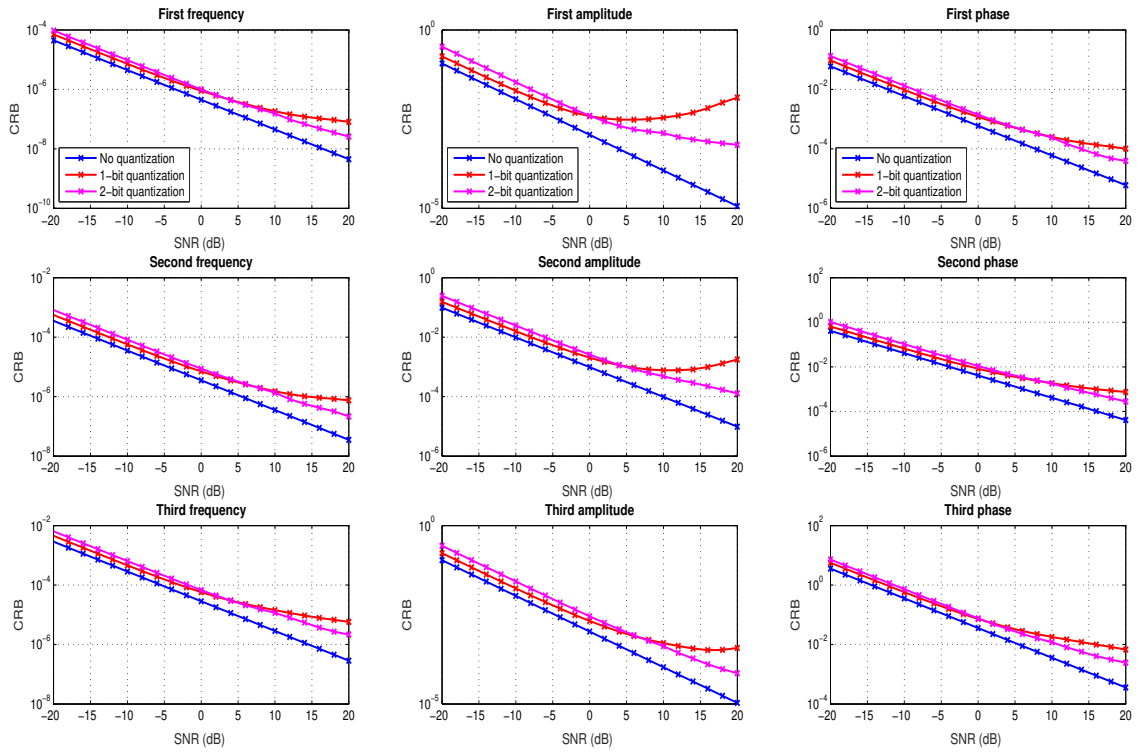 First frequency
10^-4
10^-6
10^-8
10^-10
CRB
No quantization
1-bit quantization
2-bit quantization
−20 −15 −10 −5 0 5 10 15 20
SNR (dB)
First amplitude
10^0
10^-5
CRB
No quantization
1-bit quantization
2-bit quantization
−20 −15 −10 −5 0 5 10 15 20
SNR (dB)
First phase
10^0
10^-2
10^-4
10^-6
CRB
No quantization
1-bit quantization
2-bit quantization
−20 −15 −10 −5 0 5 10 15 20
SNR (dB)
Second frequency
10^-2
10^-4
10^-6
10^-8
CRB
−20 −15 −10 −5 0 5 10 15 20
SNR (dB)
Second amplitude
10^0
10^-2
10^-4
10^-6
CRB
−20 −15 −10 −5 0 5 10 15 20
SNR (dB)
Second phase
10^2
10^0
10^-2
10^-4
10^-6
CRB
−20 −15 −10 −5 0 5 10 15 20
SNR (dB)
Third frequency
10^-2
10^-4
10^-6
10^-8
CRB
−20 −15 −10 −5 0 5 10 15 20
SNR (dB)
Third amplitude
10^0
10^-5
CRB
−20 −15 −10 −5 0 5 10 15 20
SNR (dB)
Third phase
10^2
10^0
10^-2
10^-4
CRB
−20 −15 −10 −5 0 5 10 15 20
SNR (dB)